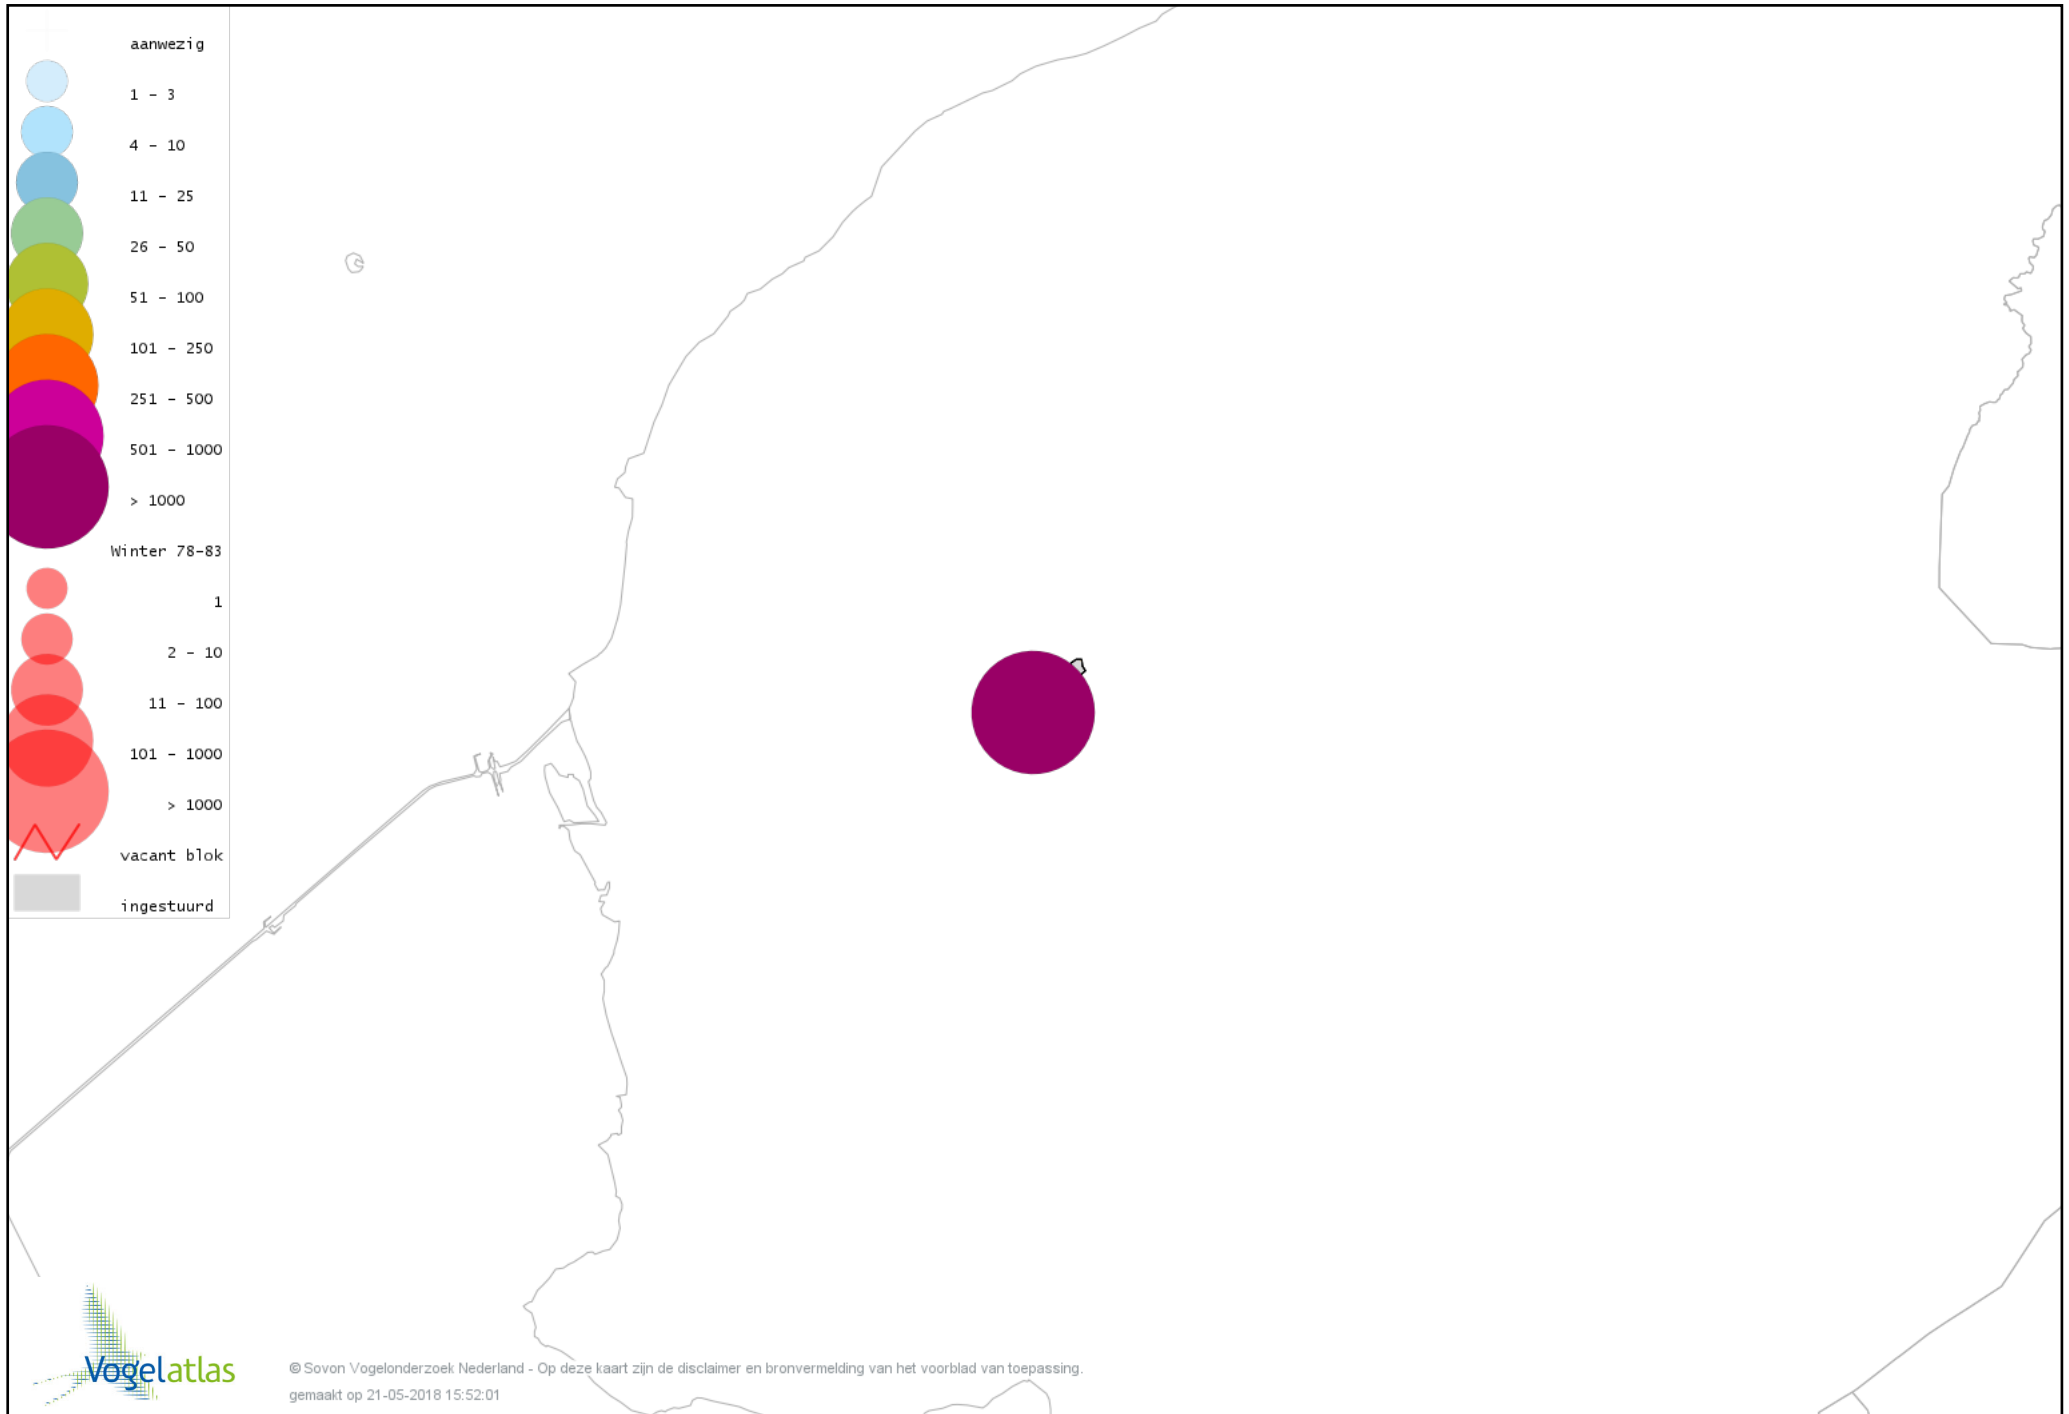 aanwezig
1 - 3
4 - 10
11 - 25
26 - 50
51 - 100
101 - 250
251 - 500
501 - 1000
> 1000
Winter 78-83
1
2 - 10
11 - 100
101 - 1000
> 1000
vacant blok
ingestuurd
Vogelatlas
© Sovon Vogelonderzoek Nederland - Op deze kaart zijn de disclaimer en bronvermelding van het voorblad van toepassing.
gemaakt op 21-05-2018 15:52:01